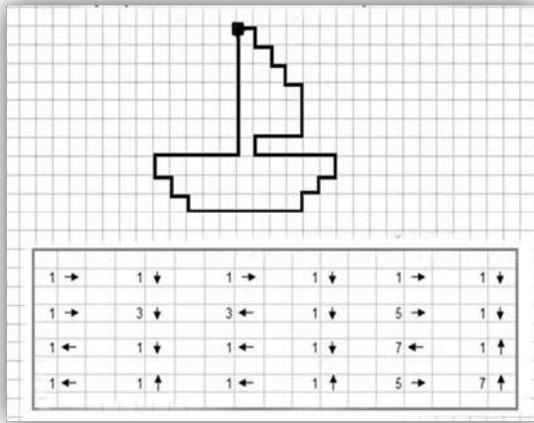 1 → 1 ↓ 1 → 1 ↓ 1 → 1 ↓
1 → 3 ↓ 3 ← 1 ↓ 5 → 1 ↓
1 ← 1 ↓ 1 ← 1 ↓ 7 ← 1 ↑
1 ← 1 ↑ 1 ← 1 ↑ 5 → 7 ↑